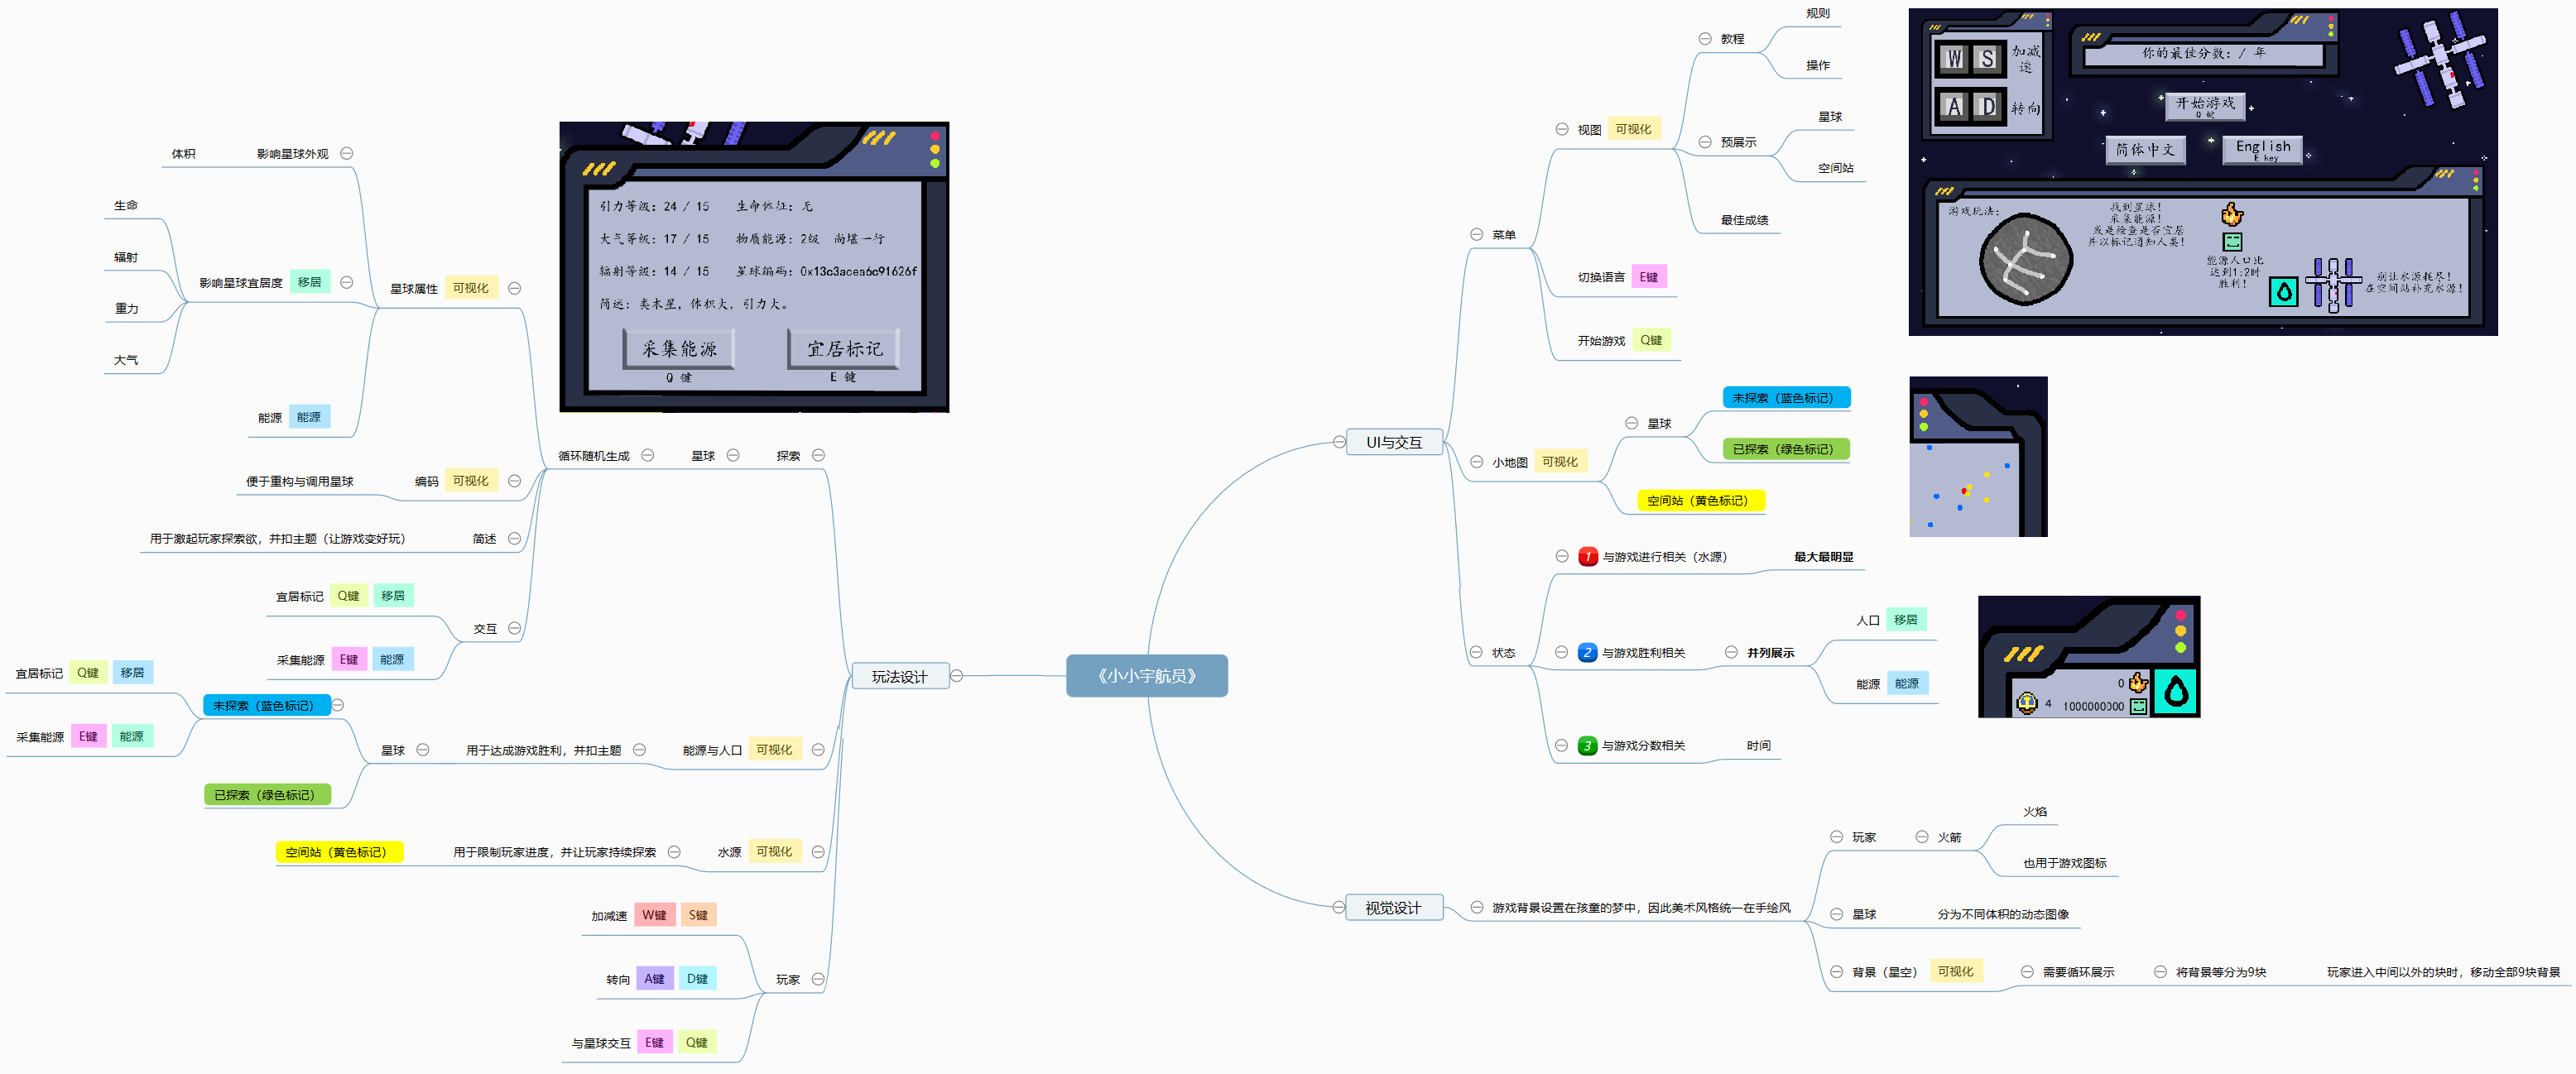 《小小宇航员》
UI与交互
菜单
视图 可视化
教程
规则
操作
预展示
星球
空间站
最佳成绩
切换语言 E键
开始游戏 Q键
小地图 可视化
星球
未探索（蓝色标记）
已探索（绿色标记）
空间站（黄色标记）
状态
1 与游戏进行相关（水源）
最大最明显
2 与游戏胜利相关
并列展示
人口 移居
能源 能源
3 与游戏分数相关
时间
视觉设计
游戏背景设置在孩童的梦中，因此美术风格统一在手绘风
玩家
火箭
火焰
也用于游戏图标
星球
分为不同体积的动态图像
背景（星空） 可视化
需要循环展示
将背景等分为9块
玩家进入中间以外的块时，移动全部9块背景
玩法设计
探索
星球
循环随机生成
星球属性 可视化
影响星球外观
体积
影响星球宜居度 移居
生命
辐射
重力
大气
能源 能源
编码 可视化
便于重构与调用星球
简述
用于激起玩家探索欲，并扣主题（让游戏变好玩）
交互
宜居标记 Q键 移居
采集能源 E键 能源
能源与人口 可视化
用于达成游戏胜利，并扣主题
星球
未探索（蓝色标记）
宜居标记 Q键 移居
采集能源 E键 能源
已探索（绿色标记）
水源 可视化
用于限制玩家进度，并让玩家持续探索
空间站（黄色标记）
玩家
加减速 W键 S键
转向 A键 D键
与星球交互 E键 Q键
引力等级: 24 / 15 生命体征: 无
大气等级: 17 / 15 物质能源: 2级 尚堪一行
辐射等级: 14 / 15 星球编码: 0x13c3acea6c91626f
简述: 类木星, 体积大, 引力大。
采集能源
Q 键
宜居标记
E 键
W S
加减
速
A D 转向
你的最佳分数: / 年
开始游戏
Q 键
简体中文
English
E key
游戏玩法:
找到星球!
采集能源!
或是检查是否宜居
并以标记通知人类!
能源人口比
达到1:2时
胜利!
别让水源耗尽!
在空间站补充水源!
0
4
1000000000